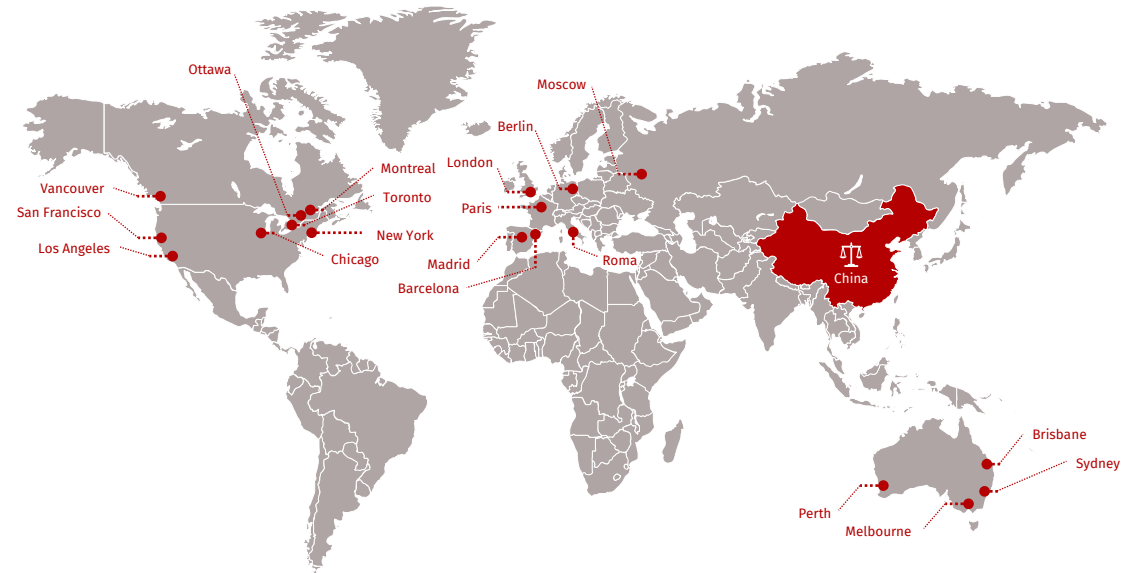 Ottawa
Moscow
Berlin
London
Montreal
Vancouver
Toronto
San Francisco
Paris
New York
Los Angeles
Chicago
Madrid
Roma
China
Barcelona
Brisbane
Sydney
Perth
Melbourne